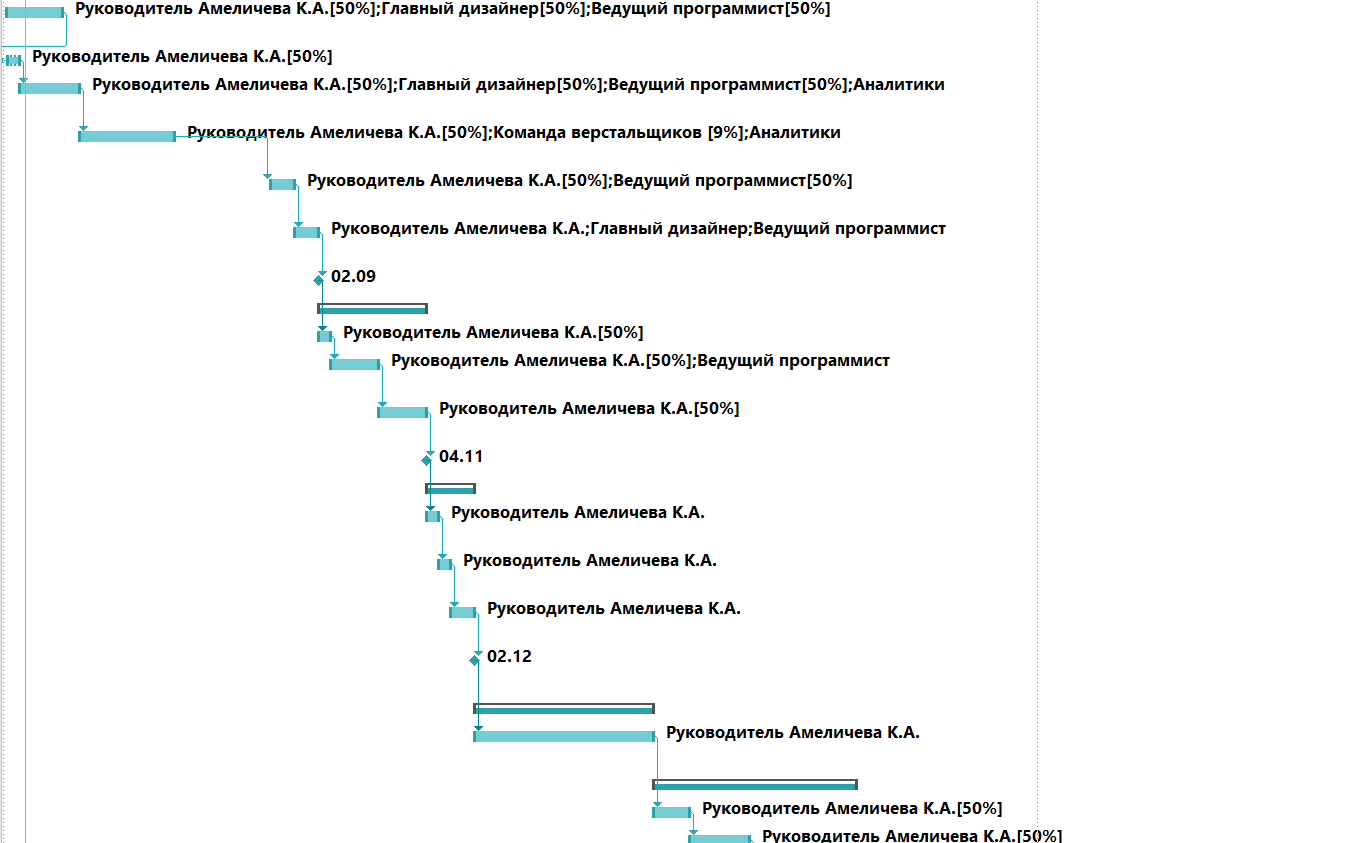 Руководитель Амеличева К.А.[50%];Главный дизайнер[50%];Ведущий программист[50%]
Руководитель Амеличева К.А.[50%]
Руководитель Амеличева К.А.[50%];Главный дизайнер[50%];Ведущий программист[50%];Аналитики
Руководитель Амеличева К.А.[50%];Команда верстальщиков [9%];Аналитики
Руководитель Амеличева К.А.[50%];Ведущий программист[50%]
Руководитель Амеличева К.А.;Главный дизайнер;Ведущий программист
02.09
Руководитель Амеличева К.А.[50%]
Руководитель Амеличева К.А.[50%];Ведущий программист
Руководитель Амеличева К.А.[50%]
04.11
Руководитель Амеличева К.А.
Руководитель Амеличева К.А.
Руководитель Амеличева К.А.
02.12
Руководитель Амеличева К.А.
Руководитель Амеличева К.А.[50%]
Руководитель Амеличева К.А.[50%]